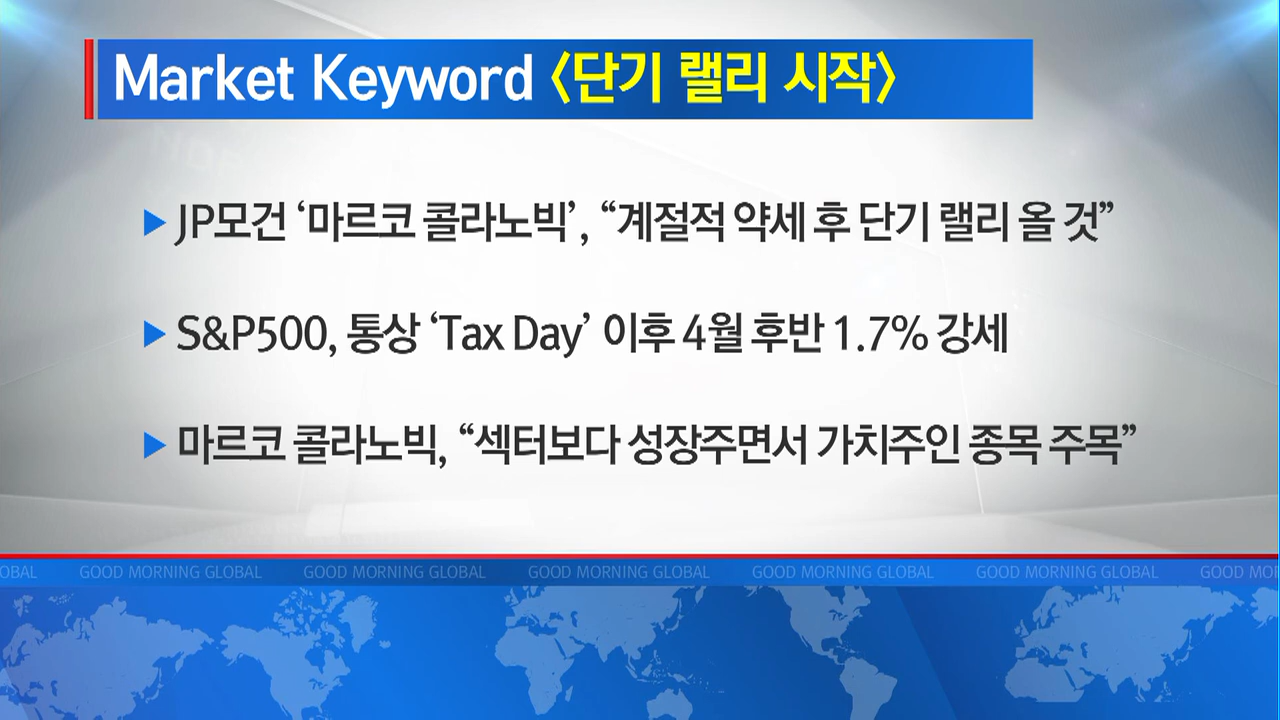 Market Keyword <단기 랠리 시작>
▶ JP모건 ‘마르코 콜라노빅’, “계절적 약세 후 단기 랠리 올 것”
▶ S&P500, 통상 ‘Tax Day’ 이후 4월 후반 1.7% 강세
▶ 마르코 콜라노빅, “섹터보다 성장주면서 가치주인 종목 주목”
OBAL GOOD MORNING GLOBAL GOOD MORNING GLOBAL GOOD MORNING GLOBAL GOOD MORNING GLOBAL GOOD MORNING GLOBAL GOOD MOR